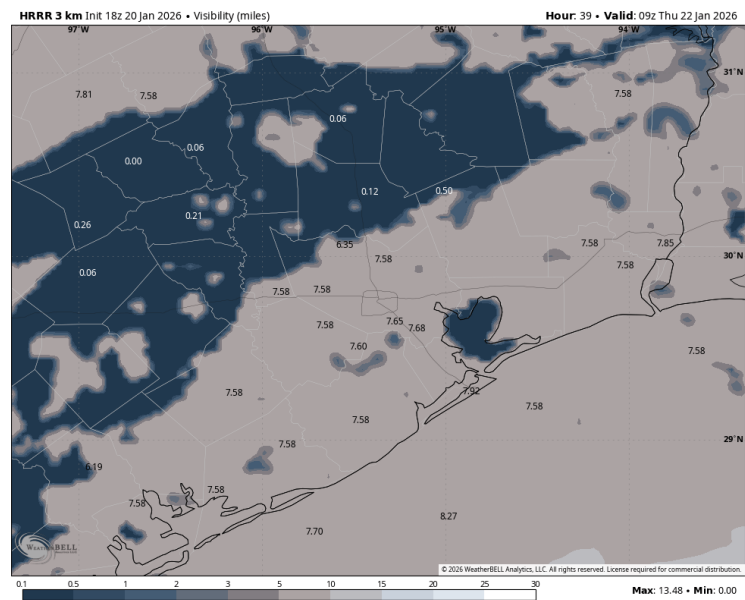 HRRR 3 km Init 18z 20 Jan 2026 • Visibility (miles)
Hour: 39 • Valid: 09z Thu 22 Jan 2026
97°W 96°W 95°W 94°W
31°N
7.81 7.58 7.58
0.06
0.06
0.00
0.12 0.50
0.21
0.26
6.35 7.58 7.85
7.58
30°N
7.58
0.06
7.58 7.58
7.58 7.65 7.68
7.60 7.58
7.58 7.92
7.58
7.58
7.58
29°N
6.19
7.58
7.58
8.27
7.70
WeatherBELL
© 2026 WeatherBELL Analytics, LLC. All rights reserved. License required for commercial distribution.
0.1 0.5 1 2 3 5 10 15 20 25 30
Max: 13.48 • Min: 0.00